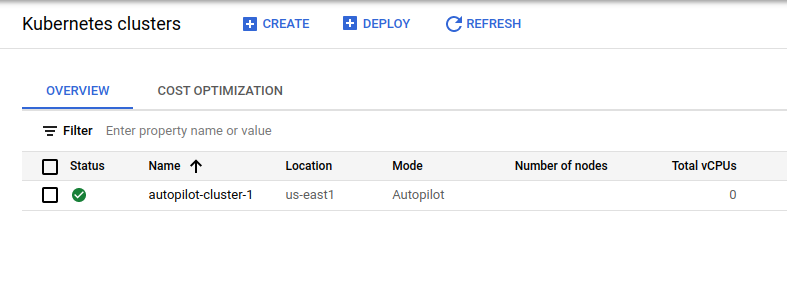 Kubernetes clusters CREATE DEPLOY REFRESH
OVERVIEW COST OPTIMIZATION
Filter Enter property name or value
Status Name Location Mode Number of nodes Total vCPUs
autopilot-cluster-1 us-east1 Autopilot 0